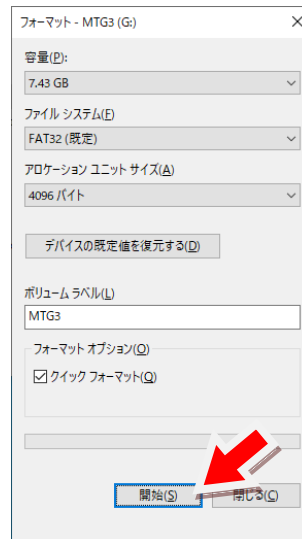 フォーマット - MTG3 (G:)
容量(P):
7.43 GB
ファイル システム(F)
FAT32 (既定)
アロケーション ユニット サイズ(A)
4096 バイト
デバイスの既定値を復元する(D)
ボリューム ラベル(L)
MTG3
フォーマット オプション(O)
クイック フォーマット(Q)
開始(S)
閉じる(C)